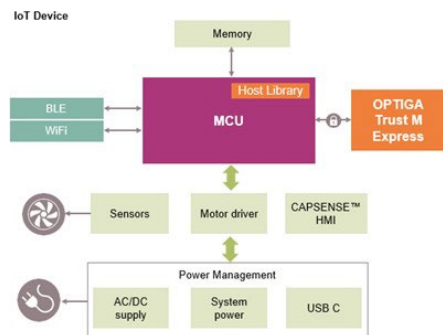 IoT Device
Memory
Host Library
BLE
WiFi
MCU
OPTIGA
Trust M
Express
Sensors
Motor driver
CAPSENSE™
HMI
Power Management
AC/DC
supply
System
power
USB C